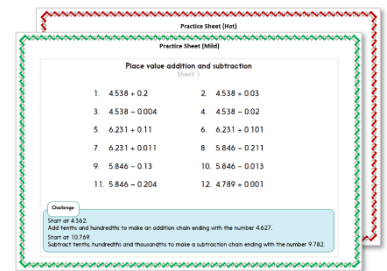 Practice Sheet (Hot)
Practice Sheet (Mild)
Place value addition and subtraction
Sheet 1
1. 4.538 + 0.2 2. 4.538 + 0.03
3. 4.538 – 0.004 4. 4.538 – 0.02
5. 6.231 + 0.11 6. 6.231 + 0.101
7. 6.231 + 0.011 8. 5.846 – 0.211
9. 5.846 – 0.13 10. 5.846 – 0.013
11. 5.846 – 0.204 12. 4.789 + 0.001
Challenge
Start at 4.362.
Add tenths and hundredths to make an addition chain ending with the number 4.627.
Start at 10.769.
Subtract tenths, hundredths and thousandths to make a subtraction chain ending with the number 9.782.